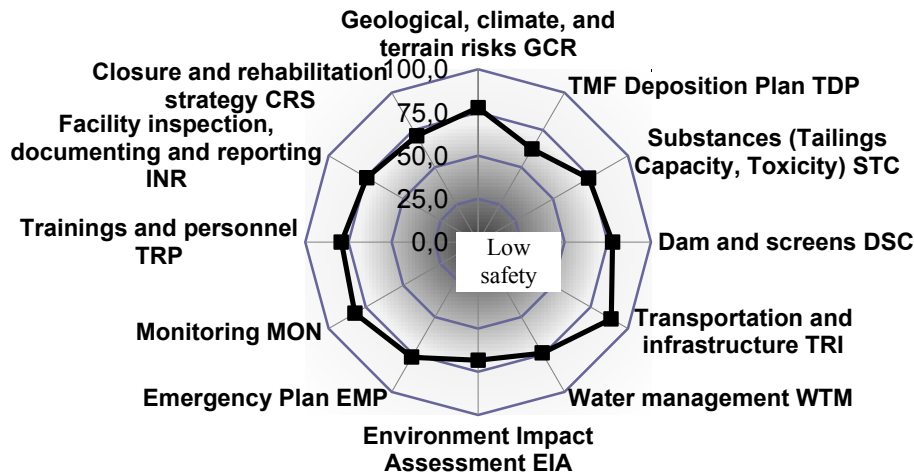 Geological, climate, and
terrain risks GCR
TMF Deposition Plan TDP
Substances (Tailings
Capacity, Toxicity) STC
Dam and screens DSC
Transportation and
infrastructure TRI
Water management WTM
Environment Impact
Assessment EIA
Emergency Plan EMP
Monitoring MON
Trainings and personnel
TRP
Facility inspection,
documenting and reporting
INR
Closure and rehabilitation
strategy CRS
100,0
75,0
50,0
25,0
0,0
Low
safety